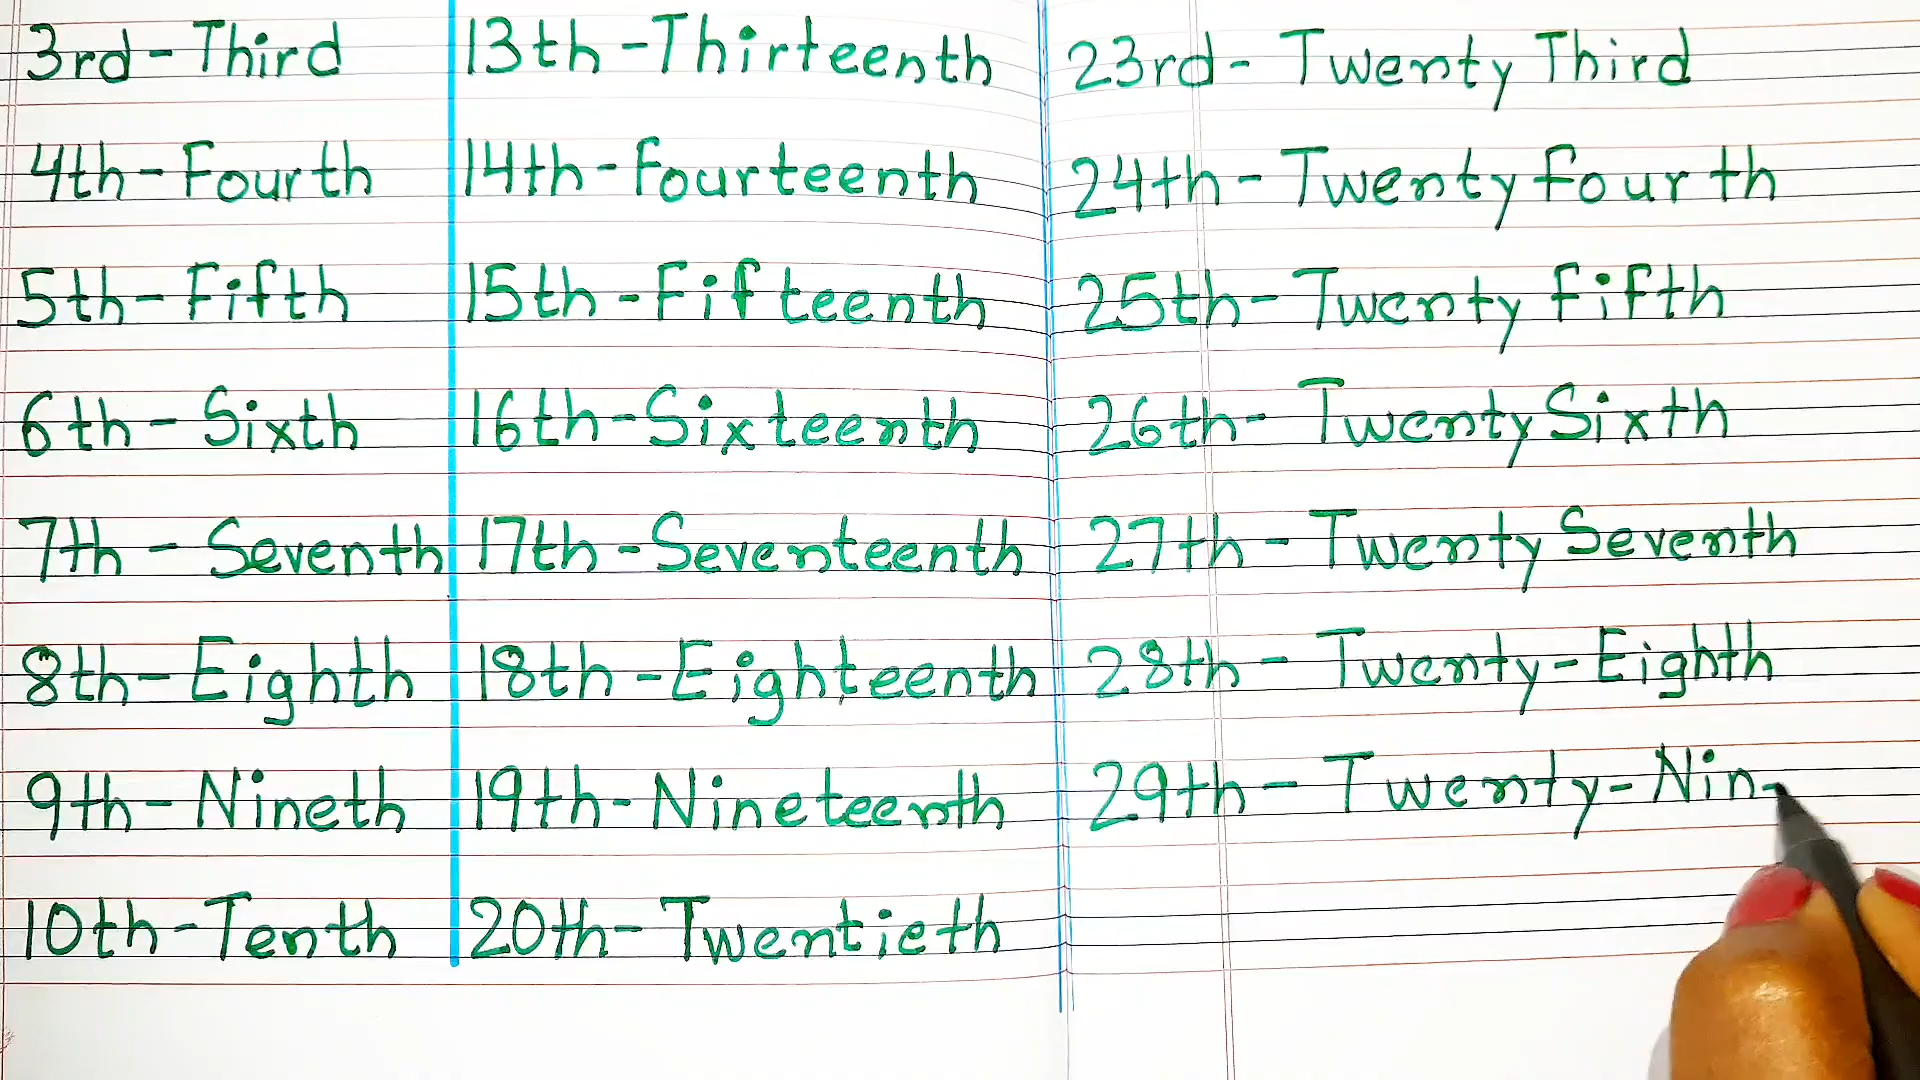 3rd - Third
4th - Fourth
5th - Fifth
6th - Sixth
7th - Seventh
8th - Eighth
9th - Nineth
10th - Tenth
13th - Thirteenth
14th - Fourteenth
15th - Fifteenth
16th - Sixteenth
17th - Seventeenth
18th - Eighteenth
19th - Nineteenth
20th - Twentieth
23rd - Twenty Third
24th - Twenty Fourth
25th - Twenty Fifth
26th - Twenty Sixth
27th - Twenty Seventh
28th - Twenty-Eighth
29th - Twenty-Nin